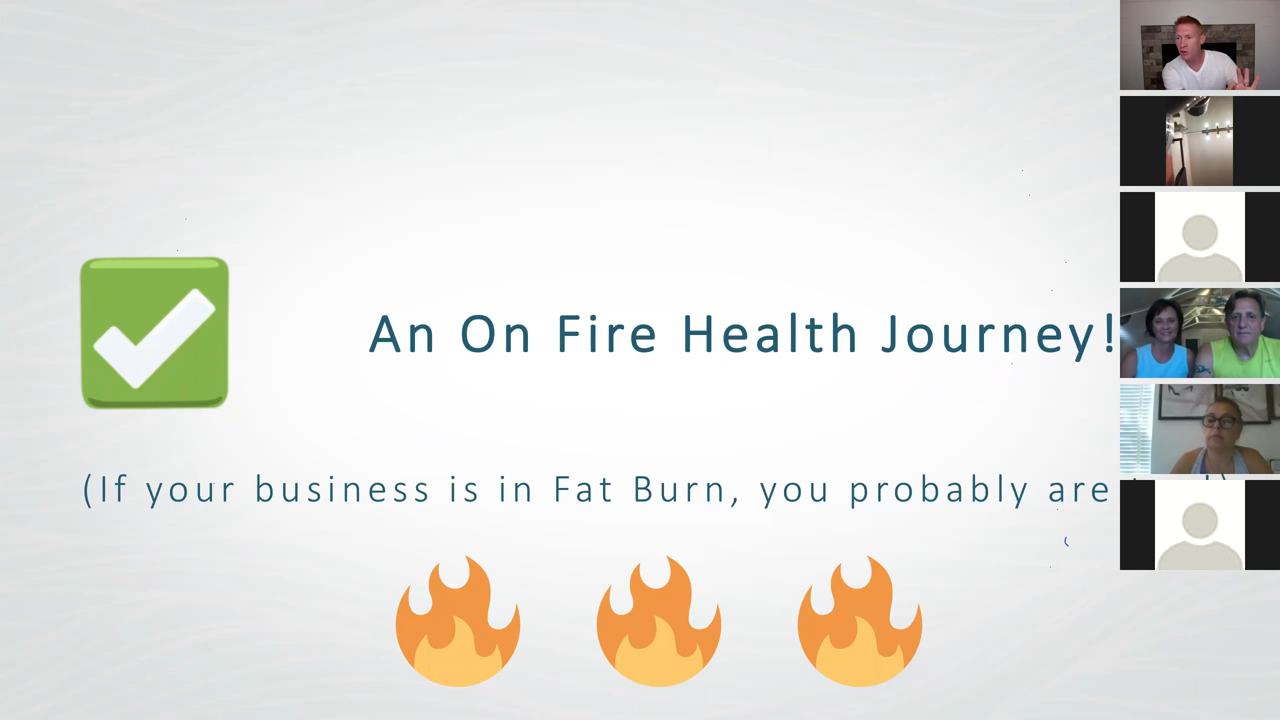 An On Fire Health Journey!
(If your business is in Fat Burn, you probably are